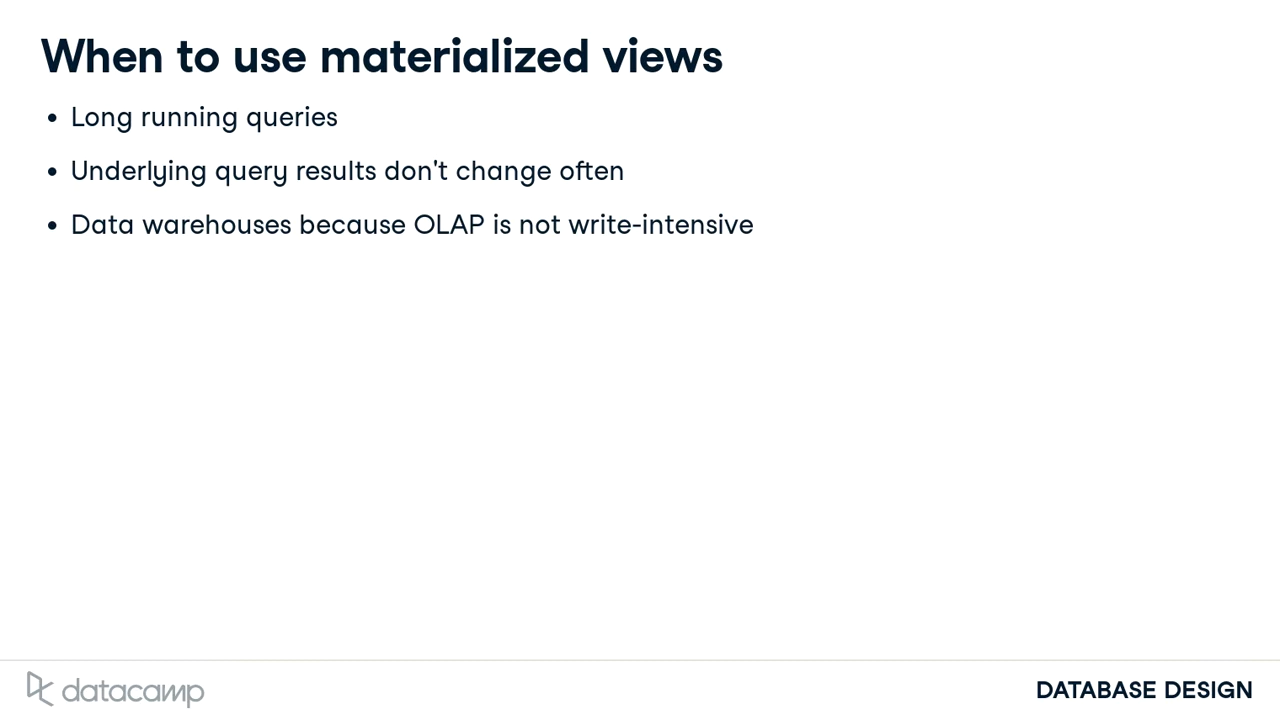 When to use materialized views
• Long running queries
• Underlying query results don't change often
• Data warehouses because OLAP is not write-intensive
datacamp
DATABASE DESIGN